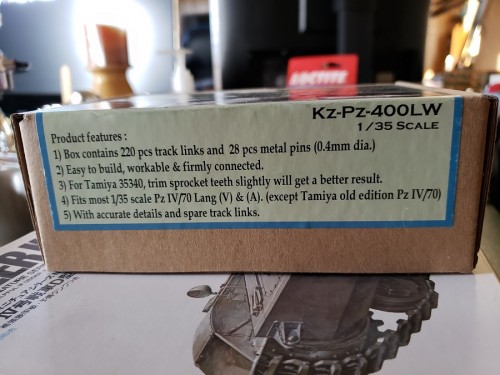 LOCTITE
Kz-Pz-400LW
1/35 SCALE
Product features :
1) Box contains 220 pcs track links and 28 pcs metal pins (0.4mm dia.)
2) Easy to build, workable & firmly connected.
3) For Tamiya 35340, trim sprocket teeth slightly will get a better result.
4) Fits most 1/35 scale Pz IV/70 Lang (V) & (A). (except Tamiya old edition Pz IV/70)
5) With accurate details and spare track links.